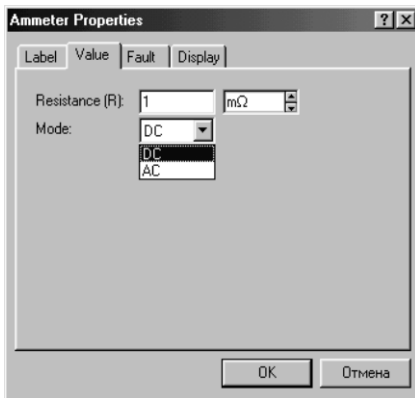 Ammeter Properties
Label Value Fault Display
Resistance (R): 1 mΩ
Mode: DC
DC
AC
OK Отмена